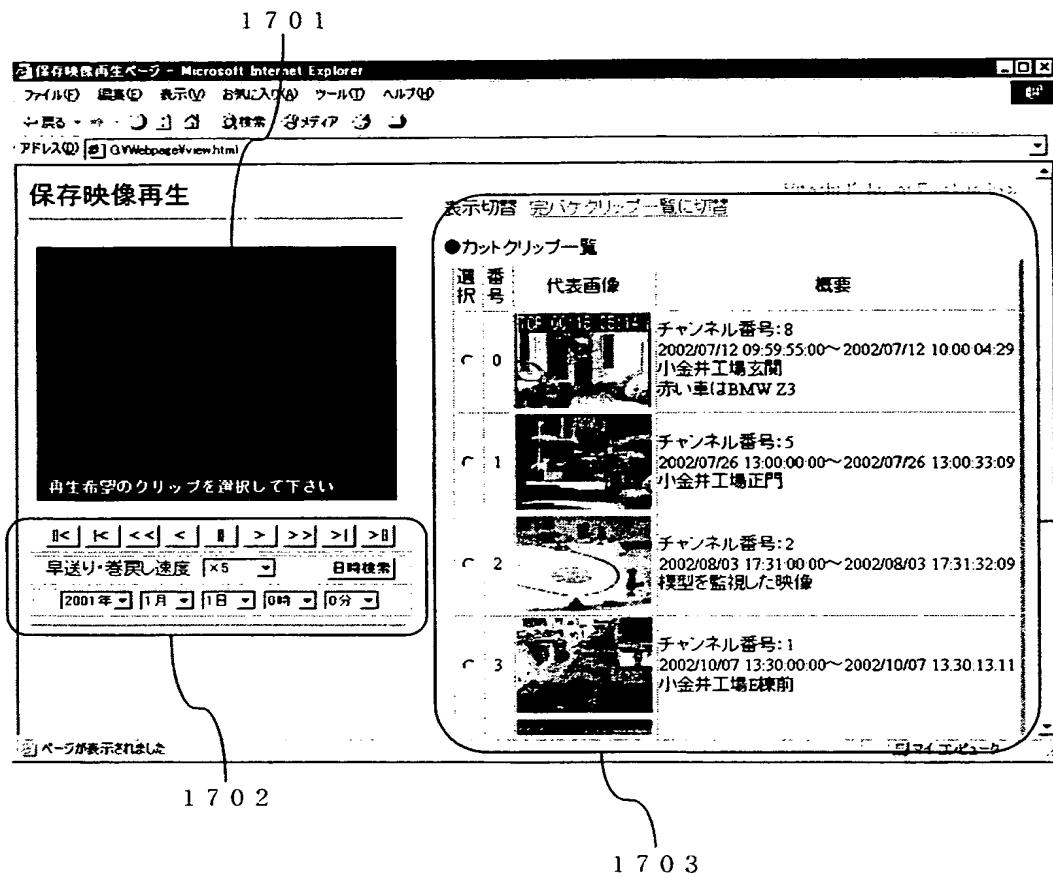 1701
保存映像再生ページ - Microsoft Internet Explorer
ファイル(F) 編集(E) 表示(V) お気に入り(A) ツール(T) ヘルプ(H)
戻る 検索 メディア
アドレス(D) G:¥Webpage¥view.html
保存映像再生
再生希望のクリップを選択して下さい
||< |< << < || > >> >| >||
早送り・巻戻し速度 ×5 日時検索
2001年 1月 1日 0時 0分
表示切替 完パケクリップ一覧に切替
●カットクリップ一覧
選択 番号 代表画像 概要
0 チャンネル番号:8
2002/07/12 09:59:55:00~2002/07/12 10:00:04:29
小金井工場玄関
赤い車はBMW Z3
1 チャンネル番号:5
2002/07/26 13:00:00:00~2002/07/26 13:00:33:09
小金井工場正門
2 チャンネル番号:2
2002/08/03 17:31:00:00~2002/08/03 17:31:32:09
模型を監視した映像
3 チャンネル番号:1
2002/10/07 13:30:00:00~2002/10/07 13:30:13:11
小金井工場E棟前
ページが表示されました マイ コンピュータ
1702
1703